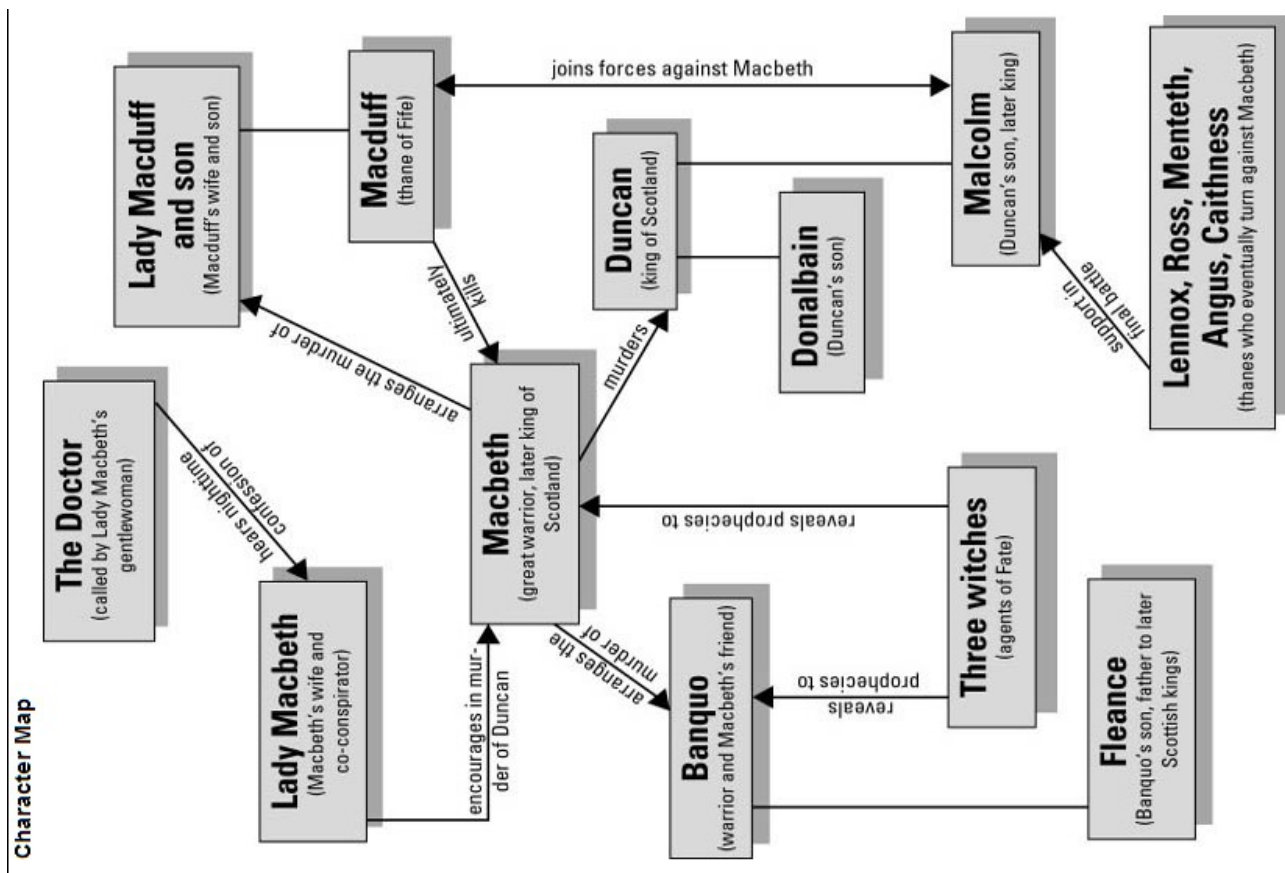 Character Map
The Doctor
(called by Lady Macbeth's
gentlewoman)
hears nighttime
confession of
Lady Macbeth
(Macbeth's wife and
co-conspirator)
encourages in mur-
der of Duncan
Lady Macduff
and son
(Macduff's wife and son)
arranges the murder of
Macduff
(thane of Fife)
ultimately
kills
joins forces against Macbeth
Macbeth
(great warrior, later king of
Scotland)
murders
Duncan
(king of Scotland)
Donalbain
(Duncan's son)
arranges the
murder of
reveals prophecies to
Banquo
(warrior and Macbeth's friend)
reveals
prophecies to
Three witches
(agents of Fate)
Malcolm
(Duncan's son, later king)
support in
final battle
Fleance
(Banquo's son, father to later
Scottish kings)
Lennox, Ross, Menteth,
Angus, Caithness
(thanes who eventually turn against Macbeth)